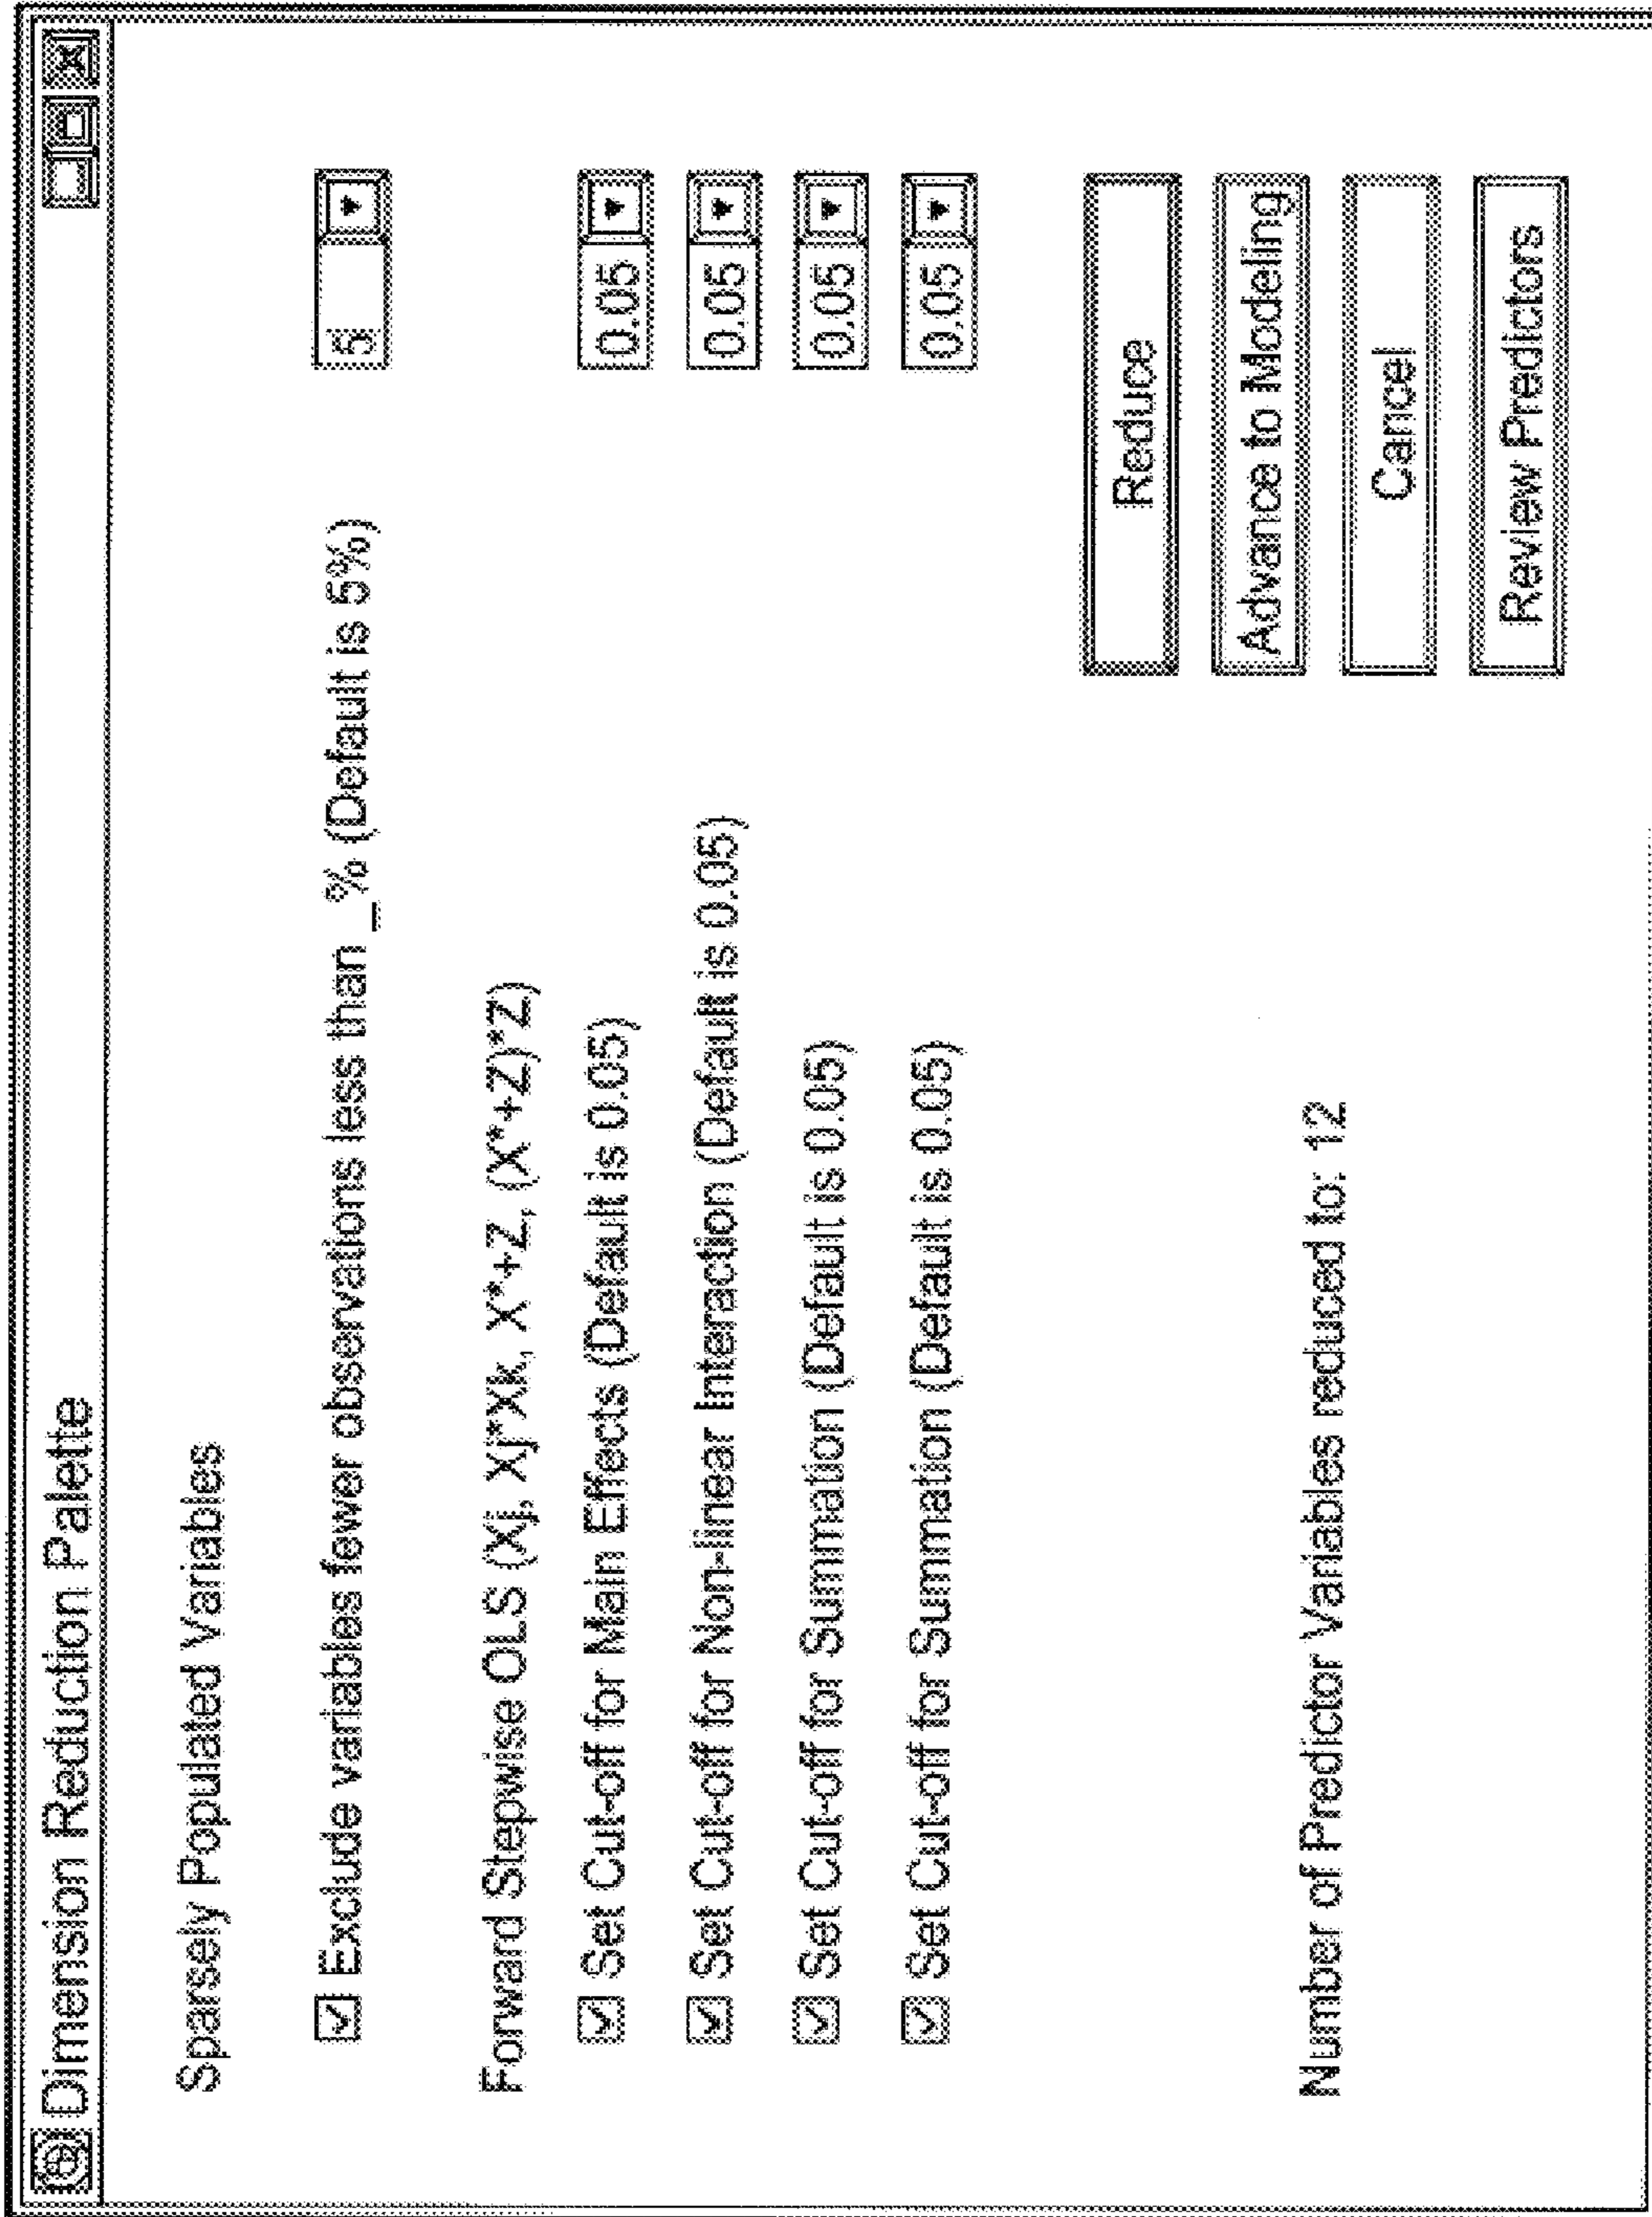 Dimension Reduction Palette
Sparsely Populated Variables
Exclude variables fewer observations less than _% (Default is 5%) 5
Forward Stepwise OLS (Xj, Xj*Xk, X*+Z, (X*+Z)*Z)
Set Cut-off for Main Effects (Default is 0.05) 0.05
Set Cut-off for Non-linear Interaction (Default is 0.05) 0.05
Set Cut-off for Summation (Default is 0.05) 0.05
Set Cut-off for Summation (Default is 0.05) 0.05
Reduce
Advance to Modeling
Number of Predictor Variables reduced to: 12
Cancel
Review Predictors